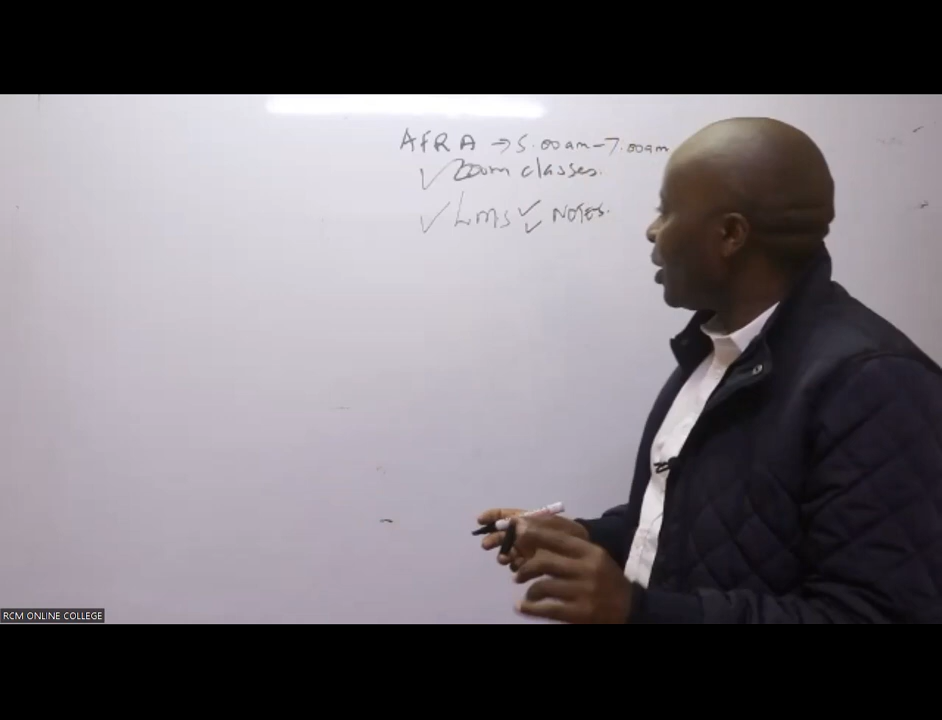 AFRA → 5.00am-7.00am
✓ Zoom classes.
✓ LMS ✓✓ NOTES.
RCM ONLINE COLLEGE